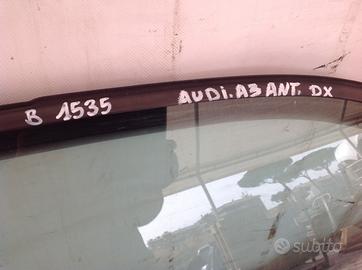 B 1535 AUDI.A3 ANT. DX
subito